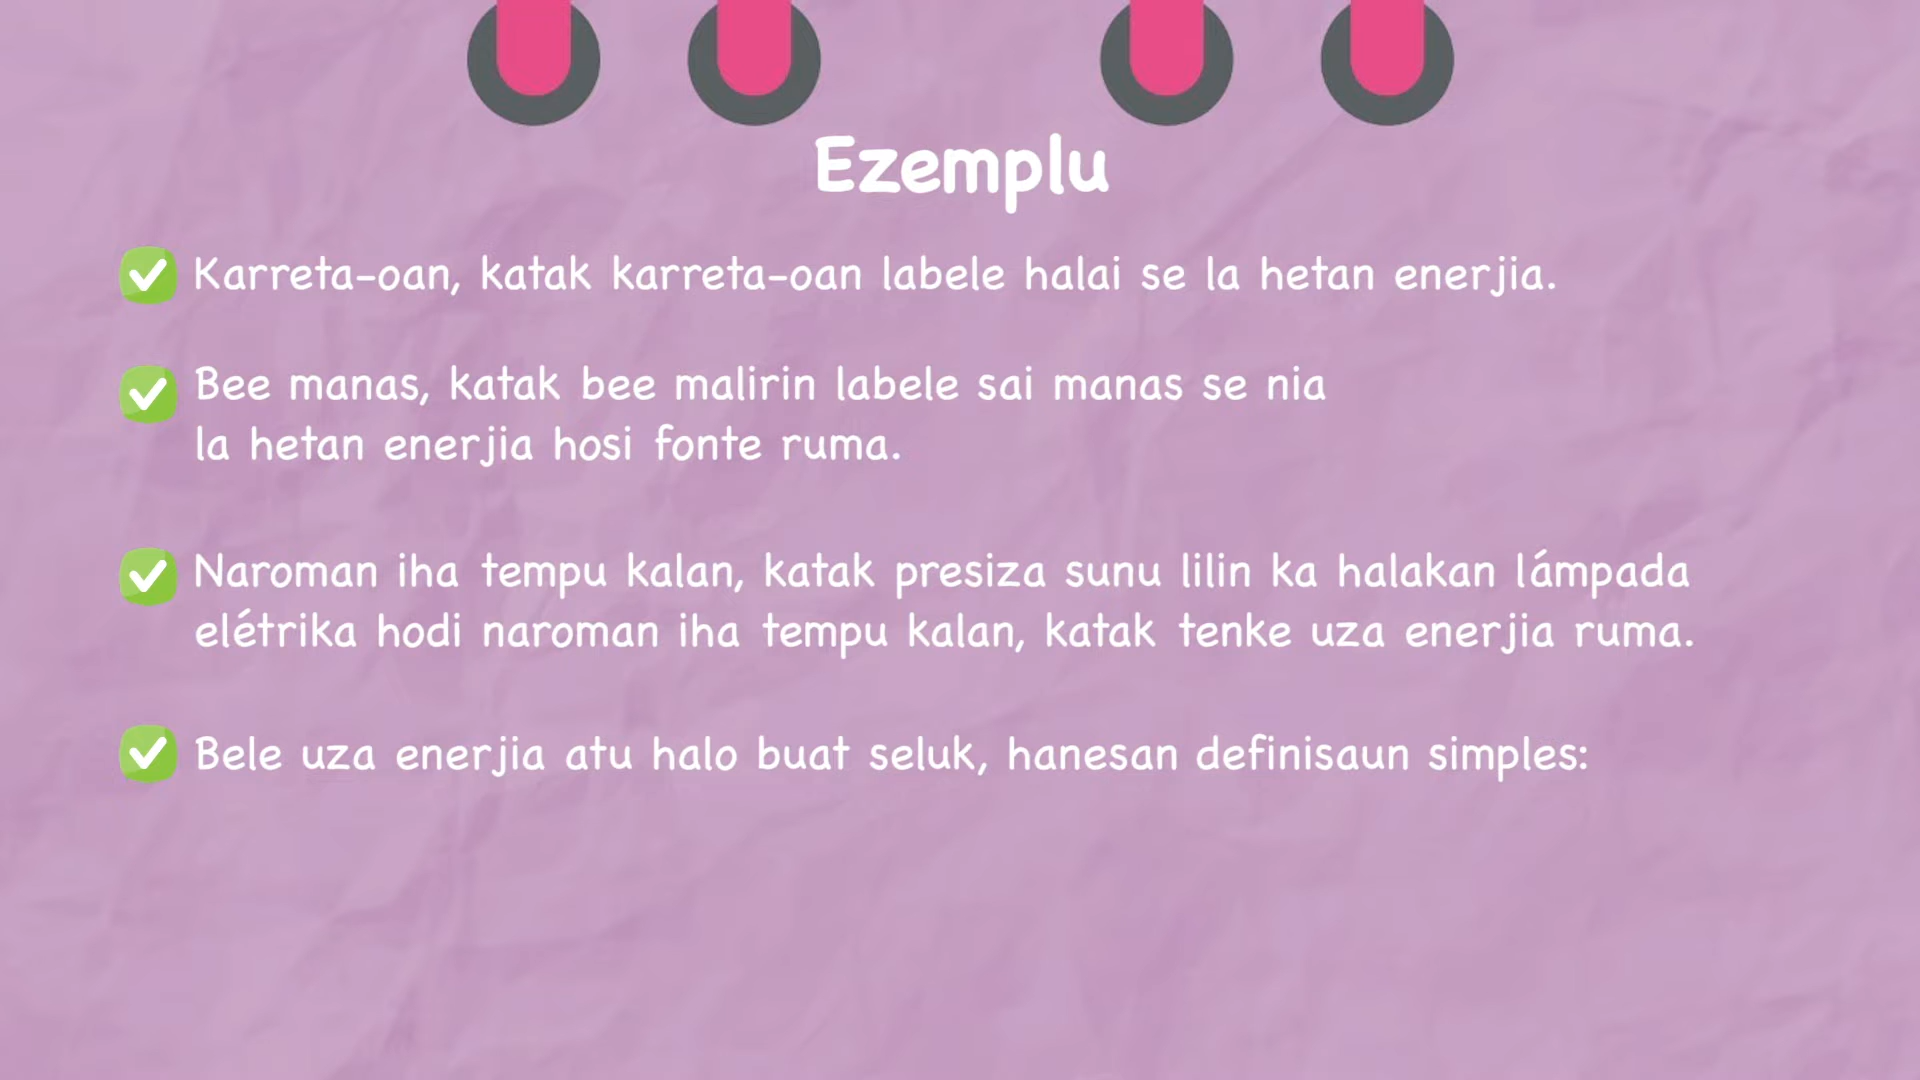 Ezemplu
Karreta-oan, katak karreta-oan labele halai se la hetan enerjia.
Bee manas, katak bee malirin labele sai manas se nia
la hetan enerjia hosi fonte ruma.
Naroman iha tempu kalan, katak presiza sunu lilin ka halakan lámpada
elétrika hodi naroman iha tempu kalan, katak tenke uza enerjia ruma.
Bele uza enerjia atu halo buat seluk, hanesan definisaun simples: